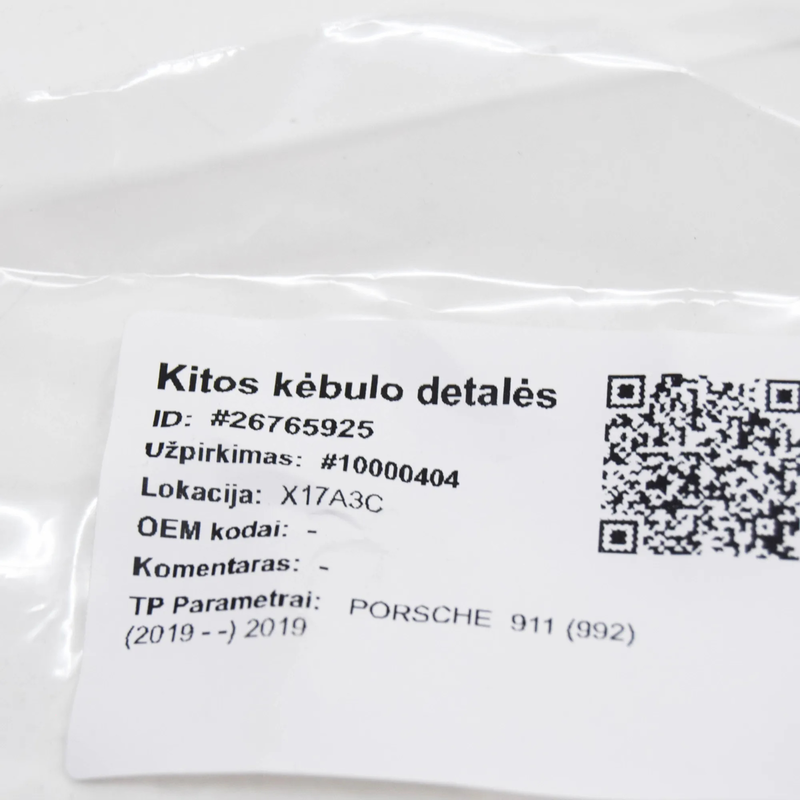 Kitos kėbulo detalės
ID: #26765925
Užpirkimas: #10000404
Lokacija: X17A3C
OEM kodai: -
Komentaras: -
TP Parametrai: PORSCHE 911 (992)
(2019 - -) 2019